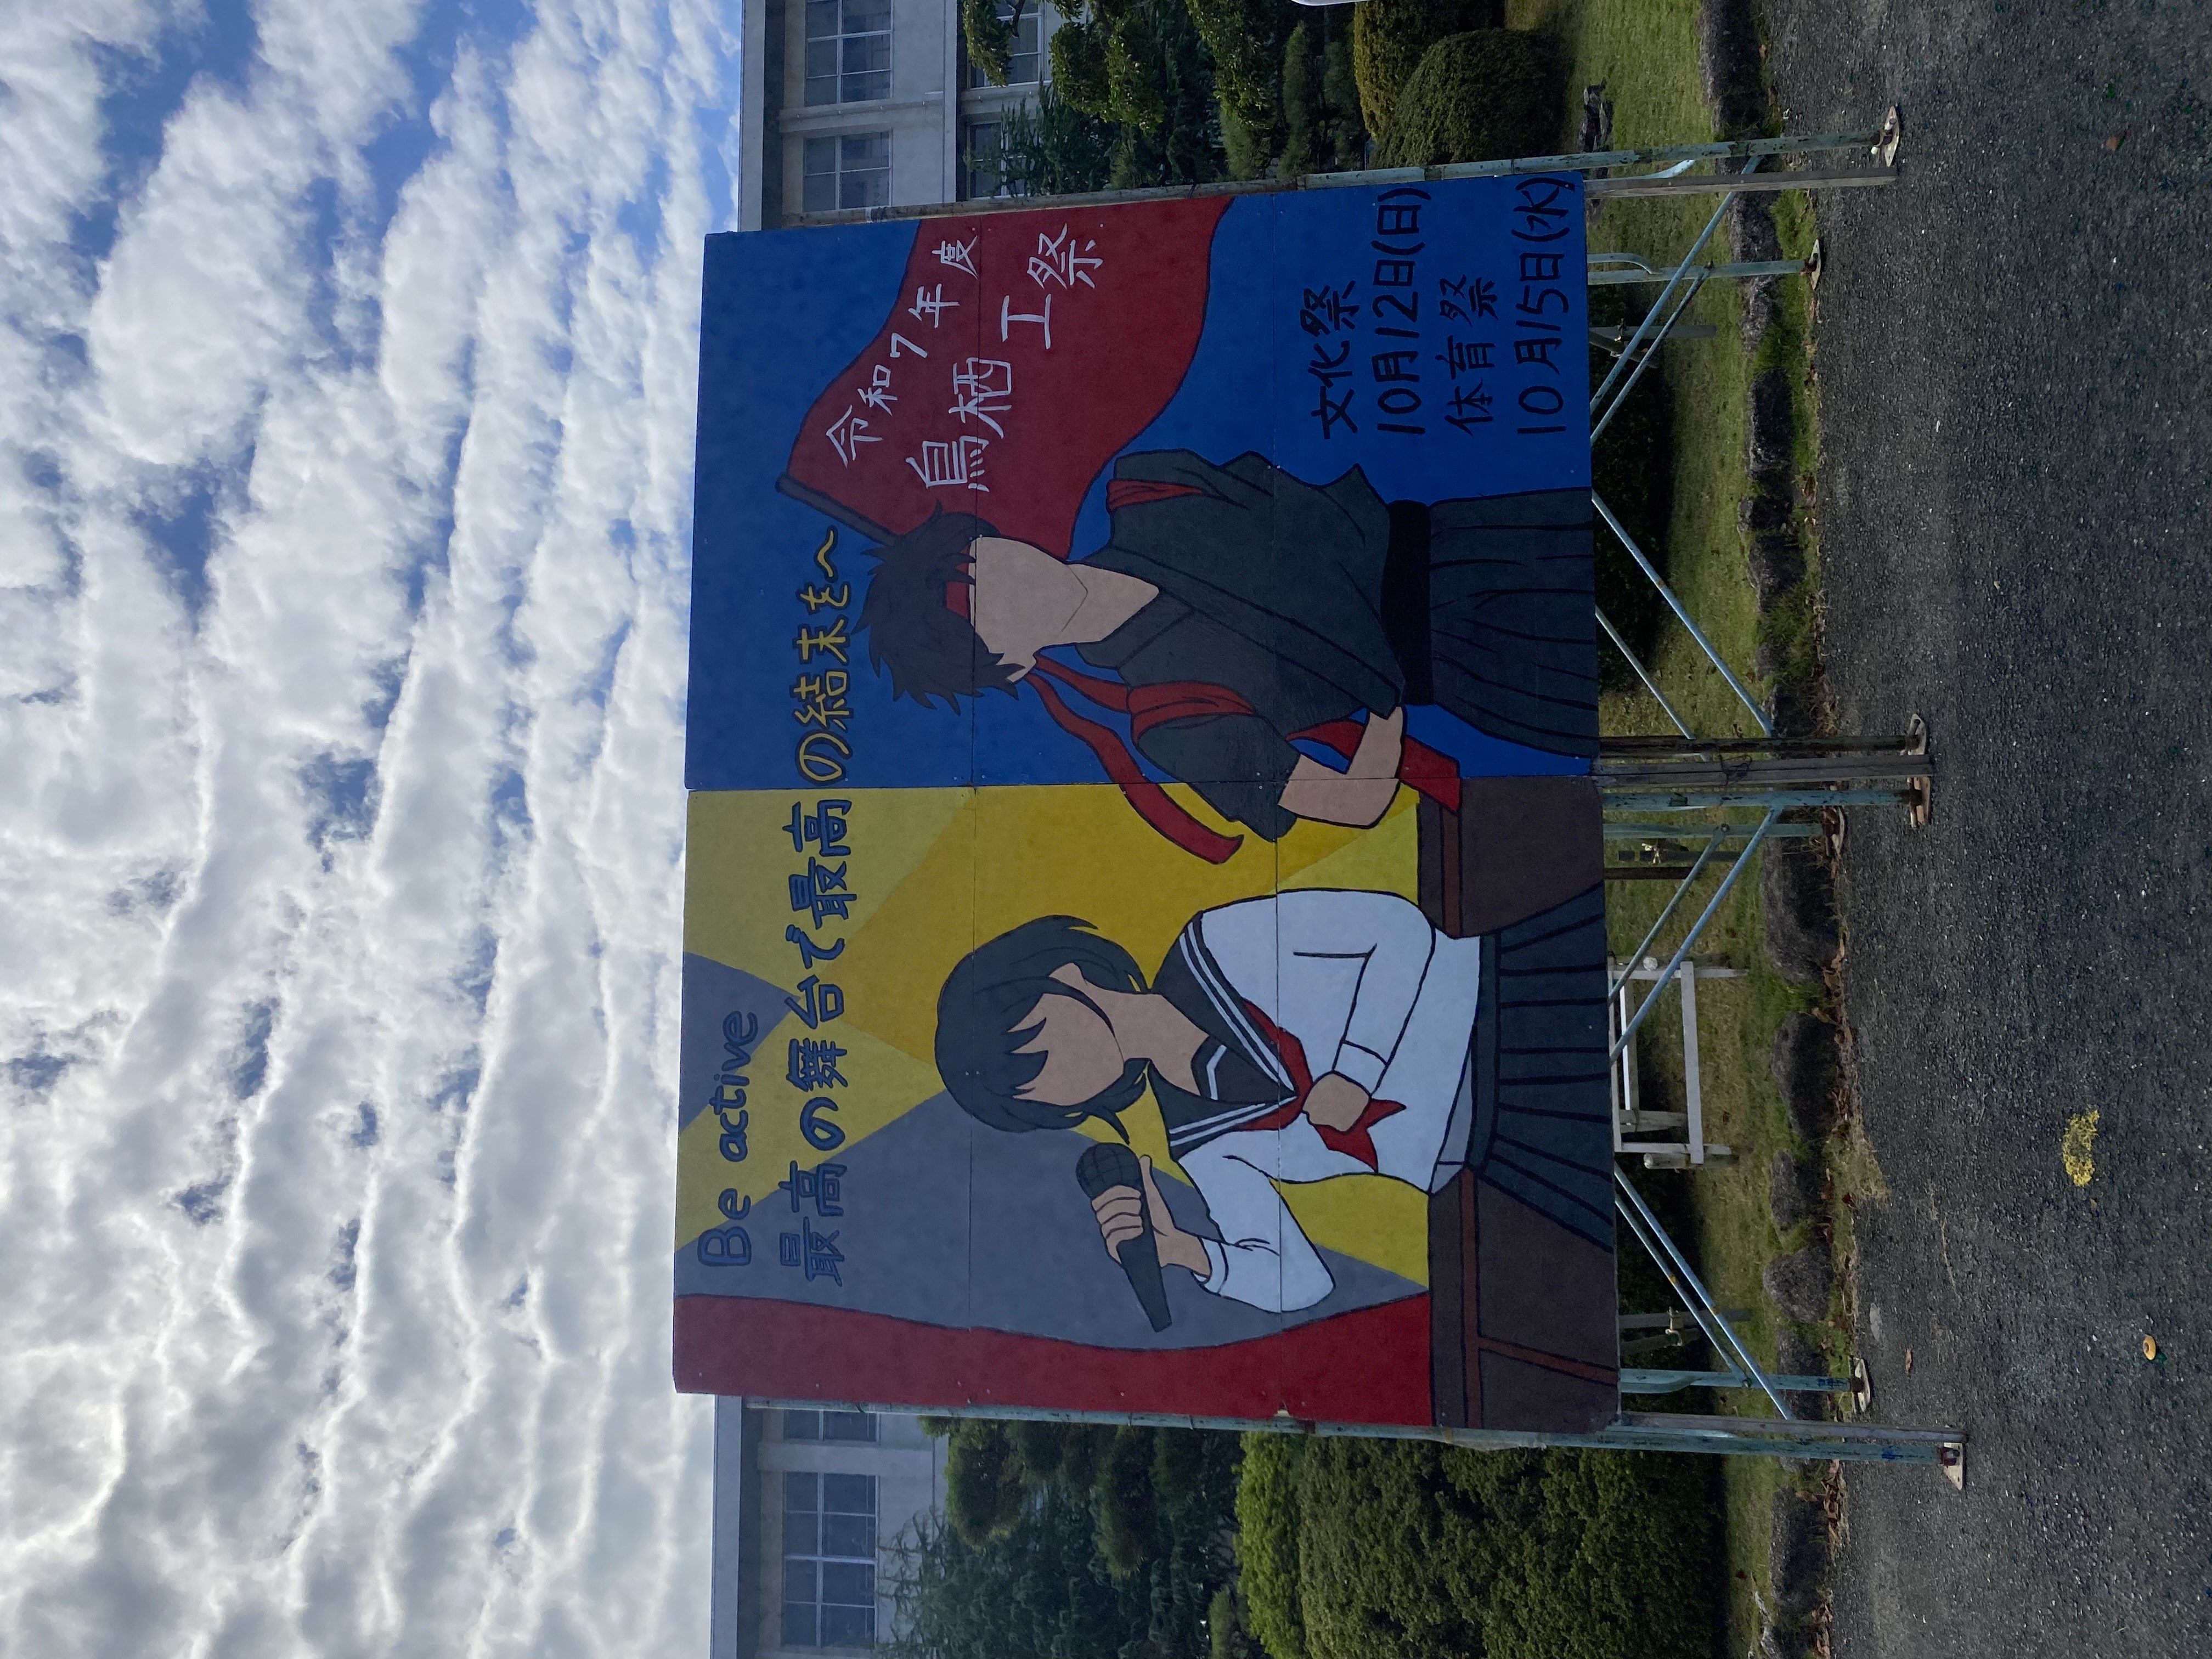 Be active
最高の舞台で最高の結末を〜
令和7年度
鳥栖工祭
文化祭
10月12日(日)
体育祭
10月15日(水)